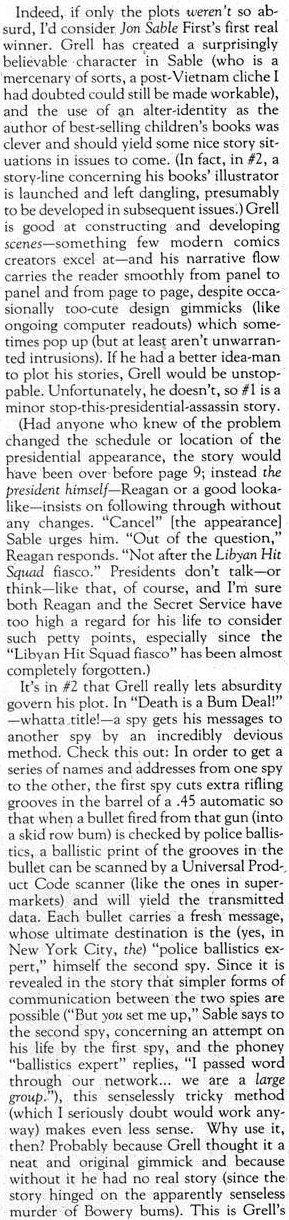 Indeed, if only the plots weren't so ab-
surd, I'd consider Jon Sable First's first real
winner. Grell has created a surprisingly
believable character in Sable (who is a
mercenary of sorts, a post-Vietnam cliche I
had doubted could still be made workable),
and the use of an alter-identity as the
author of best-selling children's books was
clever and should yield some nice story sit-
uations in issues to come. (In fact, in #2, a
story-line concerning his books' illustrator
is launched and left dangling, presumably
to be developed in subsequent issues.) Grell
is good at constructing and developing
scenes—something few modern comics
creators excel at—and his narrative flow
carries the reader smoothly from panel to
panel and from page to page, despite occa-
sionally too-cute design gimmicks (like
ongoing computer readouts) which some-
times pop up (but at least aren't unwarran-
ted intrusions). If he had a better idea-man
to plot his stories, Grell would be unstop-
pable. Unfortunately, he doesn't, so #1 is a
minor stop-this-presidential-assassin story.
(Had anyone who knew of the problem
changed the schedule or location of the
presidential appearance, the story would
have been over before page 9; instead the
president himself—Reagan or a good looka-
like—insists on following through without
any changes. "Cancel" [the appearance]
Sable urges him. "Out of the question,"
Reagan responds. "Not after the Libyan Hit
Squad fiasco." Presidents don't talk—or
think—like that, of course, and I'm sure
both Reagan and the Secret Service have
too high a regard for his life to consider
such petty points, especially since the
"Libyan Hit Squad fiasco" has been almost
completely forgotten.)
It's in #2 that Grell really lets absurdity
govern his plot. In "Death is a Bum Deal!"
—whatta title!—a spy gets his messages to
another spy by an incredibly devious
method. Check this out: In order to get a
series of names and addresses from one spy
to the other, the first spy cuts extra rifling
grooves in the barrel of a .45 automatic so
that when a bullet fired from that gun (into
a skid row bum) is checked by police ballis-
tics, a ballistic print of the grooves in the
bullet can be scanned by a Universal Prod-
uct Code scanner (like the ones in super-
markets) and will yield the transmitted
data. Each bullet carries a fresh message,
whose ultimate destination is the (yes, in
New York City, the) "police ballistics ex-
pert," himself the second spy. Since it is
revealed in the story that simpler forms of
communication between the two spies are
possible ("But you set me up," Sable says to
the second spy, concerning an attempt on
his life by the first spy, and the phoney
"ballistics expert" replies, "I passed word
through our network... we are a large
group."), this senselessly tricky method
(which I seriously doubt would work any-
way) makes even less sense. Why use it,
then? Probably because Grell thought it a
neat and original gimmick and because
without it he had no real story (since the
story hinged on the apparently senseless
murder of Bowery bums). This is Grell's